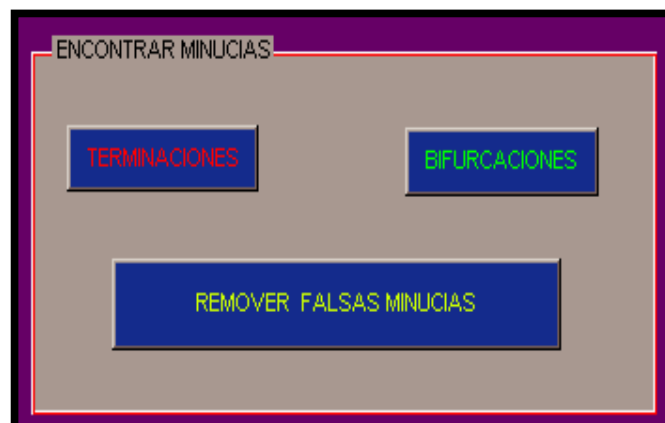 ENCONTRAR MINUCIAS
TERMINACIONES
BIFURCACIONES
REMOVER FALSAS MINUCIAS